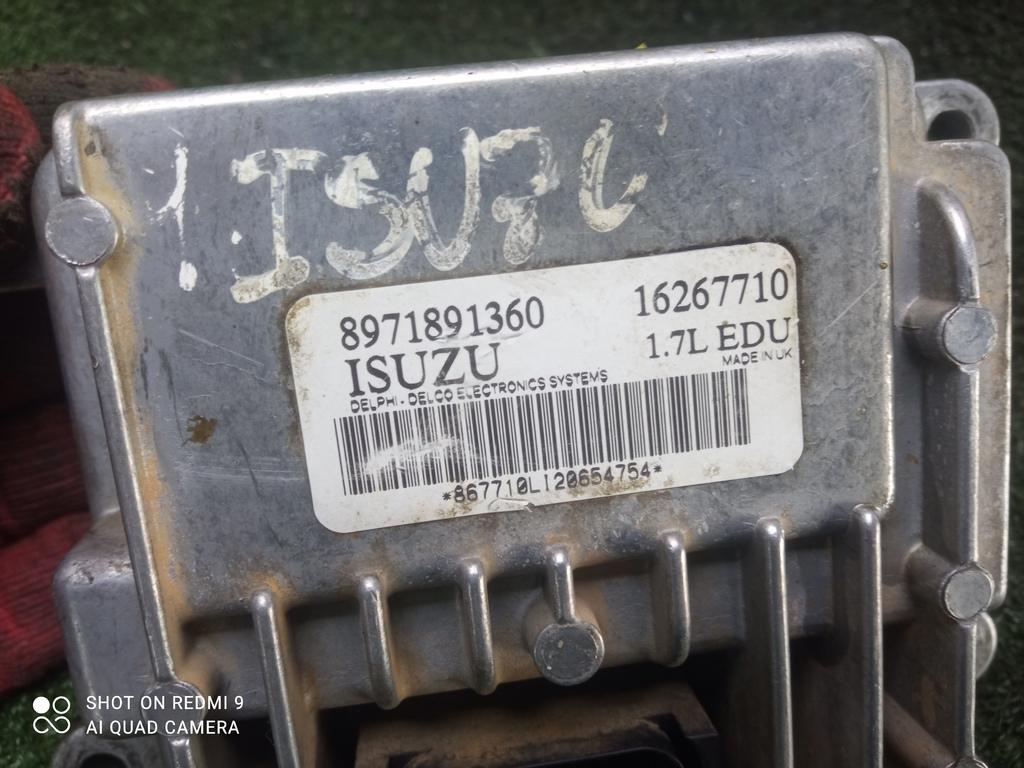 ISUZU
8971891360 16267710
ISUZU 1.7L EDU
DELPHI - DELCO ELECTRONICS SYSTEMS MADE IN UK
*867710L120654754*
SHOT ON REDMI 9
AI QUAD CAMERA